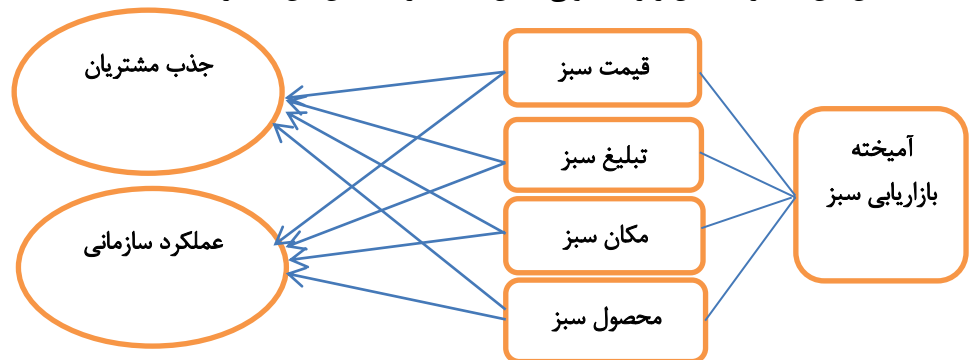 آمیخته
بازاریابی سبز
قیمت سبز
تبلیغ سبز
مکان سبز
محصول سبز
جذب مشتریان
عملکرد سازمانی